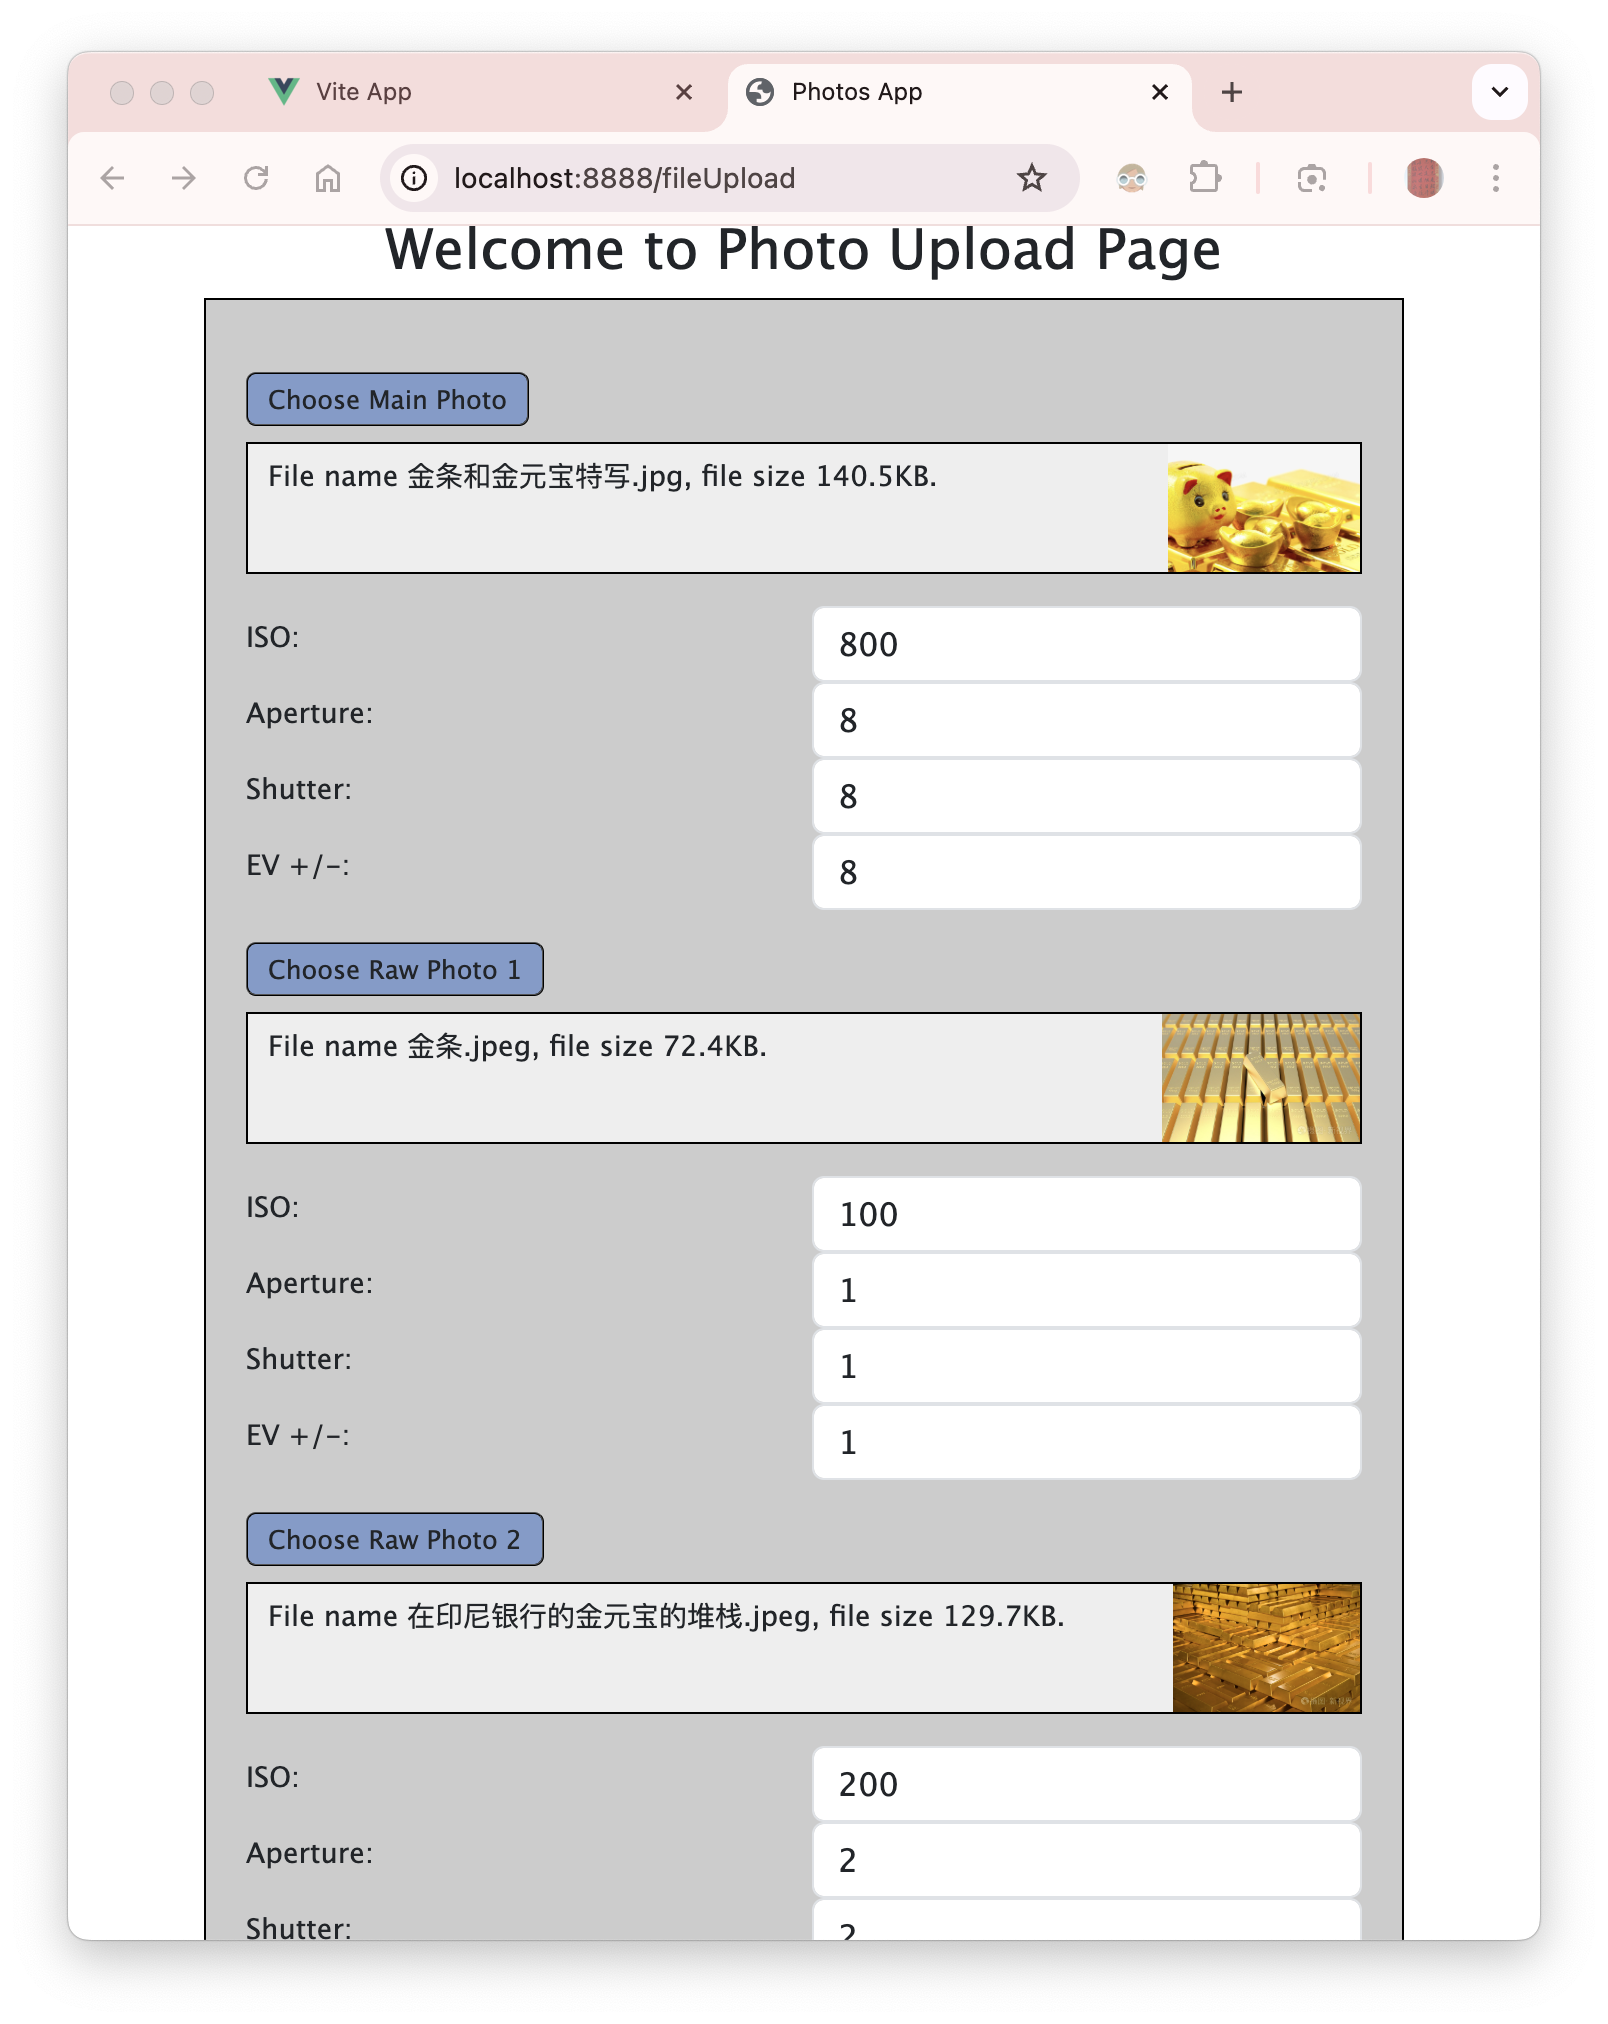 Vite App
Photos App
localhost:8888/fileUpload
Welcome to Photo Upload Page
Choose Main Photo
File name 金条和金元宝特写.jpg, file size 140.5KB.
ISO:
800
Aperture:
8
Shutter:
8
EV +/-:
8
Choose Raw Photo 1
File name 金条.jpeg, file size 72.4KB.
ISO:
100
Aperture:
1
Shutter:
1
EV +/-:
1
Choose Raw Photo 2
File name 在印尼银行的金元宝的堆栈.jpeg, file size 129.7KB.
ISO:
200
Aperture:
2
Shutter:
2